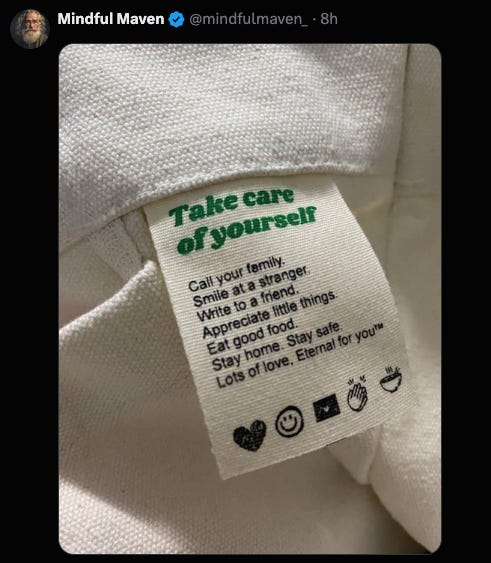 Mindful Maven @mindfulmaven_ · 8h
Take care
of yourself
Call your family.
Smile at a stranger.
Write to a friend.
Appreciate little things.
Eat good food.
Stay home. Stay safe.
Lots of love, Eternal for you™